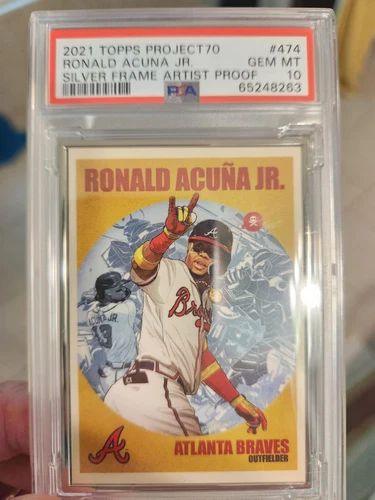 2021 TOPPS PROJECT70 #474
RONALD ACUNA JR. GEM MT
SILVER FRAME ARTIST PROOF 10
PSA 65248263
RONALD ACUÑA JR.
A
Braves
13
A
ATLANTA BRAVES
OUTFIELDER